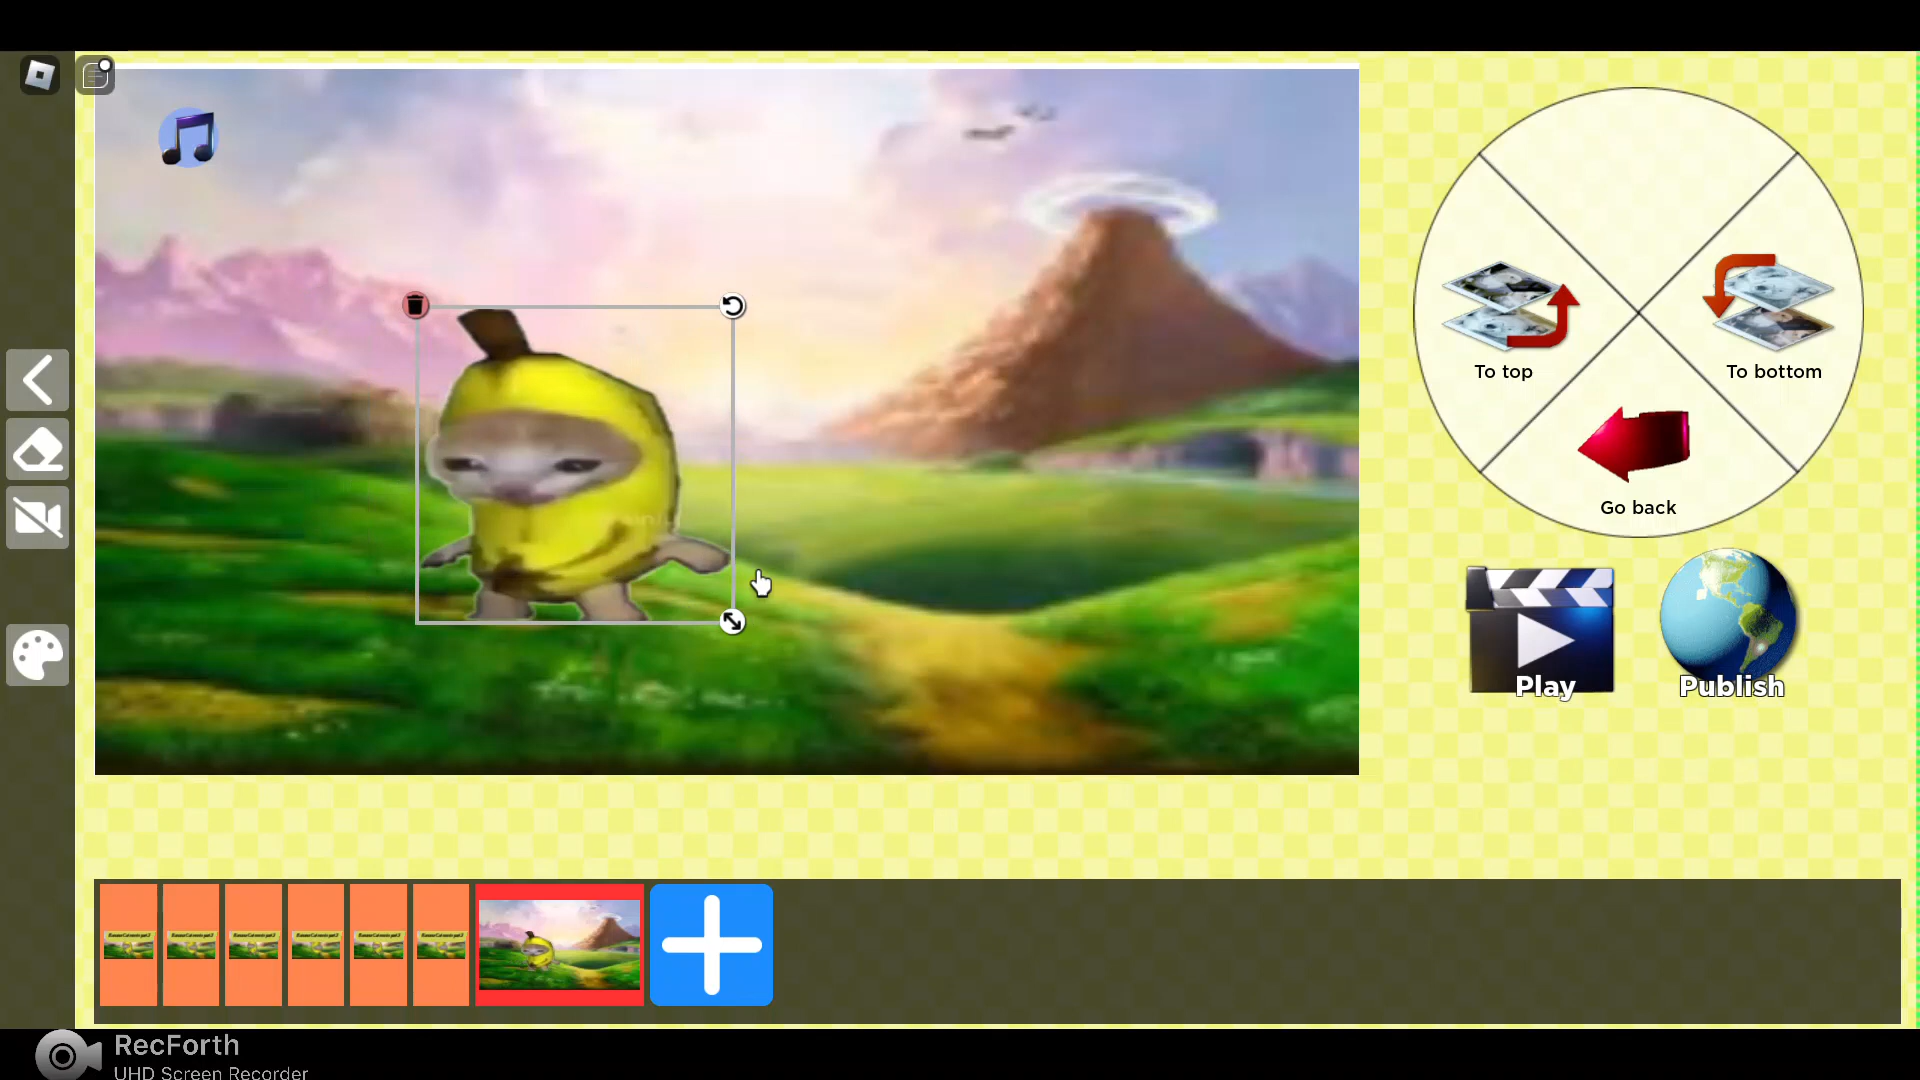 To top
To bottom
Go back
Play
Publish
RecForth
UHD Screen Recorder